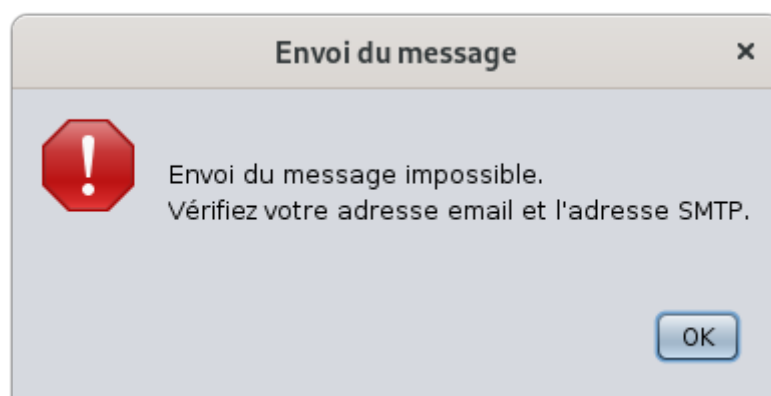 Envoi du message
Envoi du message impossible.
Vérifiez votre adresse email et l'adresse SMTP.
OK